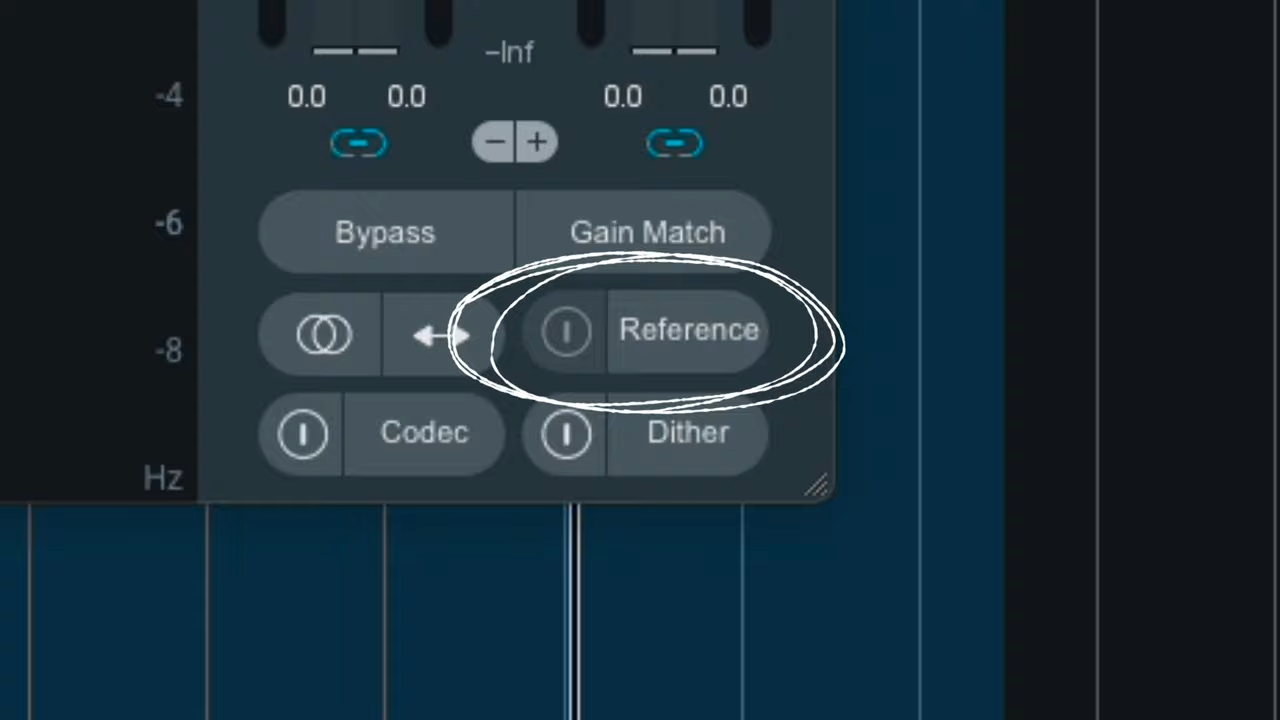 -Inf
-4 0.0 0.0 0.0 0.0
− +
-6 Bypass Gain Match
-8 Reference
Codec Dither
Hz